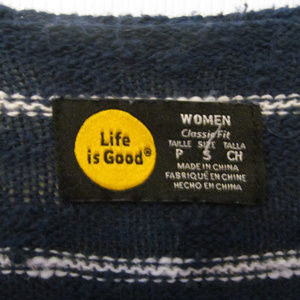 Life
is Good®
WOMEN
Classic Fit
TAILLE SIZE TALLA
P S CH
MADE IN CHINA
FABRIQUÉ EN CHINE
HECHO EN CHINA